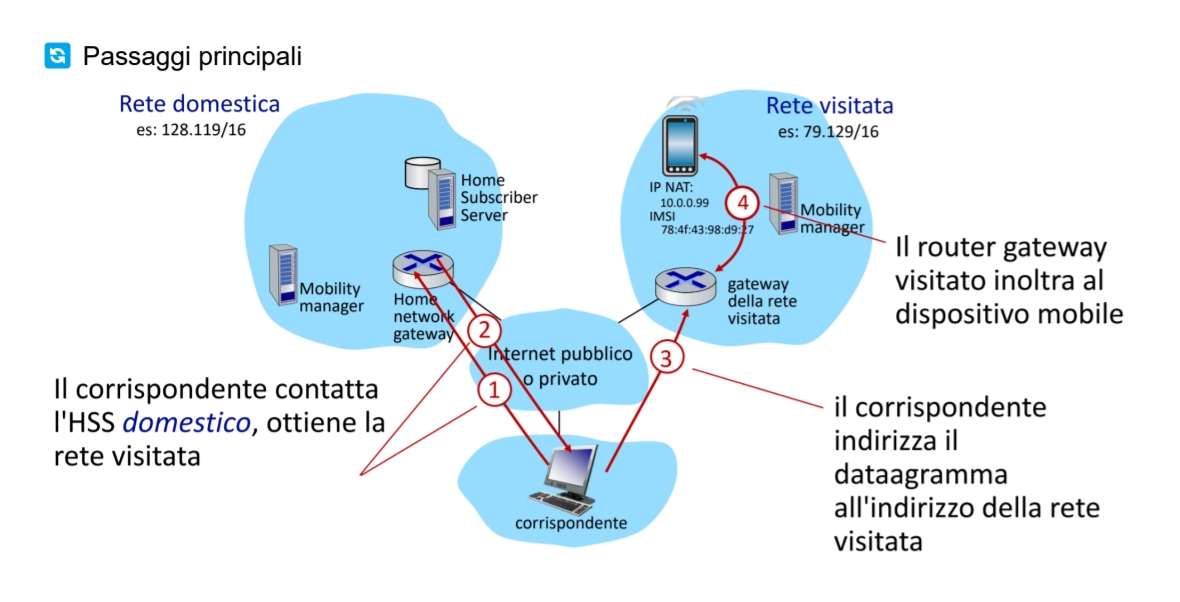 Passaggi principali
Rete domestica
es: 128.119/16
Home
Subscriber
Server
Mobility
manager
Home
network
gateway
Rete visitata
es: 79.129/16
IP NAT:
10.0.0.99
IMSI
78:4f:43:98:d9:27
Mobility
manager
gateway
della rete
visitata
4
Il router gateway
visitato inoltra al
dispositivo mobile
2
Internet pubblico
o privato
3
1
Il corrispondente contatta
l'HSS domestico, ottiene la
rete visitata
il corrispondente
indirizza il
dataagramma
all'indirizzo della rete
visitata
corrispondente